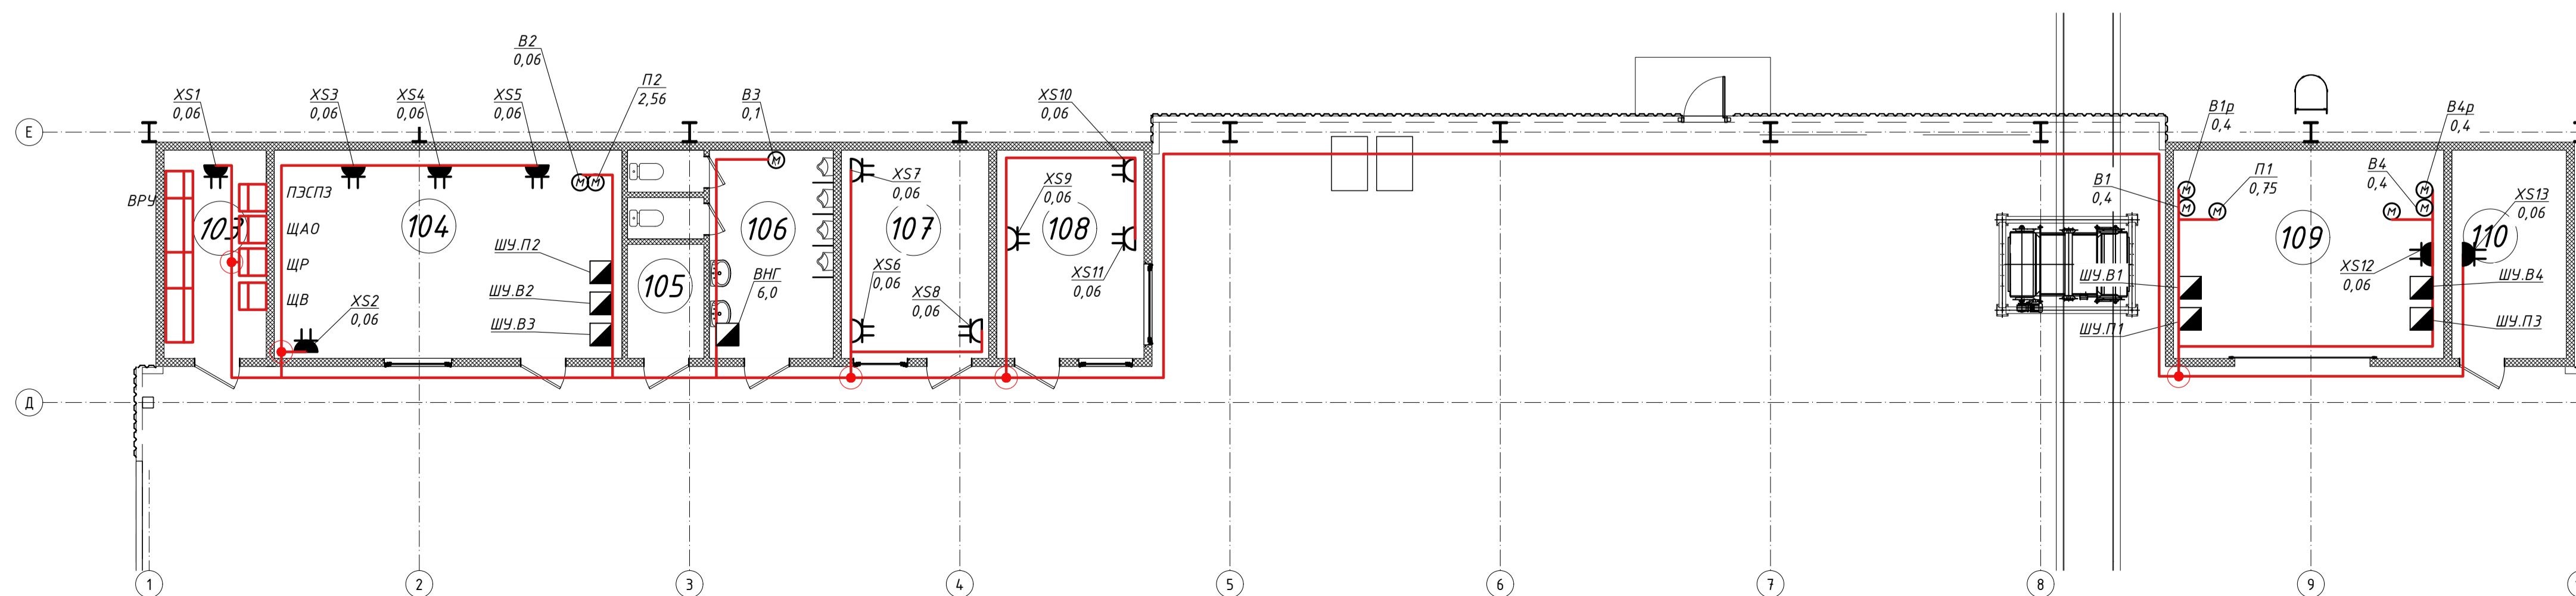 В2
0,06
П2
2,56
XS1
0,06
XS3
0,06
XS4
0,06
XS5
0,06
В3
0,1
XS10
0,06
В1р
0,4
В4р
0,4
Е
ВРУ
103
ПЭСПЗ
ЩАО
ЩР
ЩВ
104
XS2
0,06
М
М
ШУ.П2
ШУ.В2
ШУ.В3
105
М
106
ВНГ
6,0
XS7
0,06
107
XS6
0,06
XS8
0,06
XS9
0,06
108
XS11
0,06
В1
0,4
М
М
М
П1
0,75
ШУ.В1
ШУ.П1
109
В4
0,4
М
М
М
XS12
0,06
XS13
0,06
110
ШУ.В4
ШУ.П3
Д
1
2
3
4
5
6
7
8
9